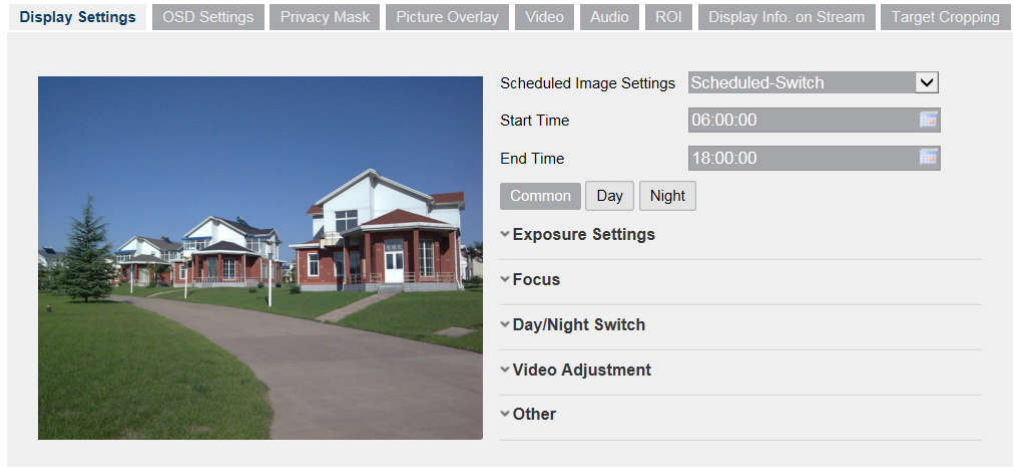 Display Settings OSD Settings Privacy Mask Picture Overlay Video Audio ROI Display Info. on Stream Target Cropping
Scheduled Image Settings Scheduled-Switch
Start Time 06:00:00
End Time 18:00:00
Common Day Night
Exposure Settings
Focus
Day/Night Switch
Video Adjustment
Other